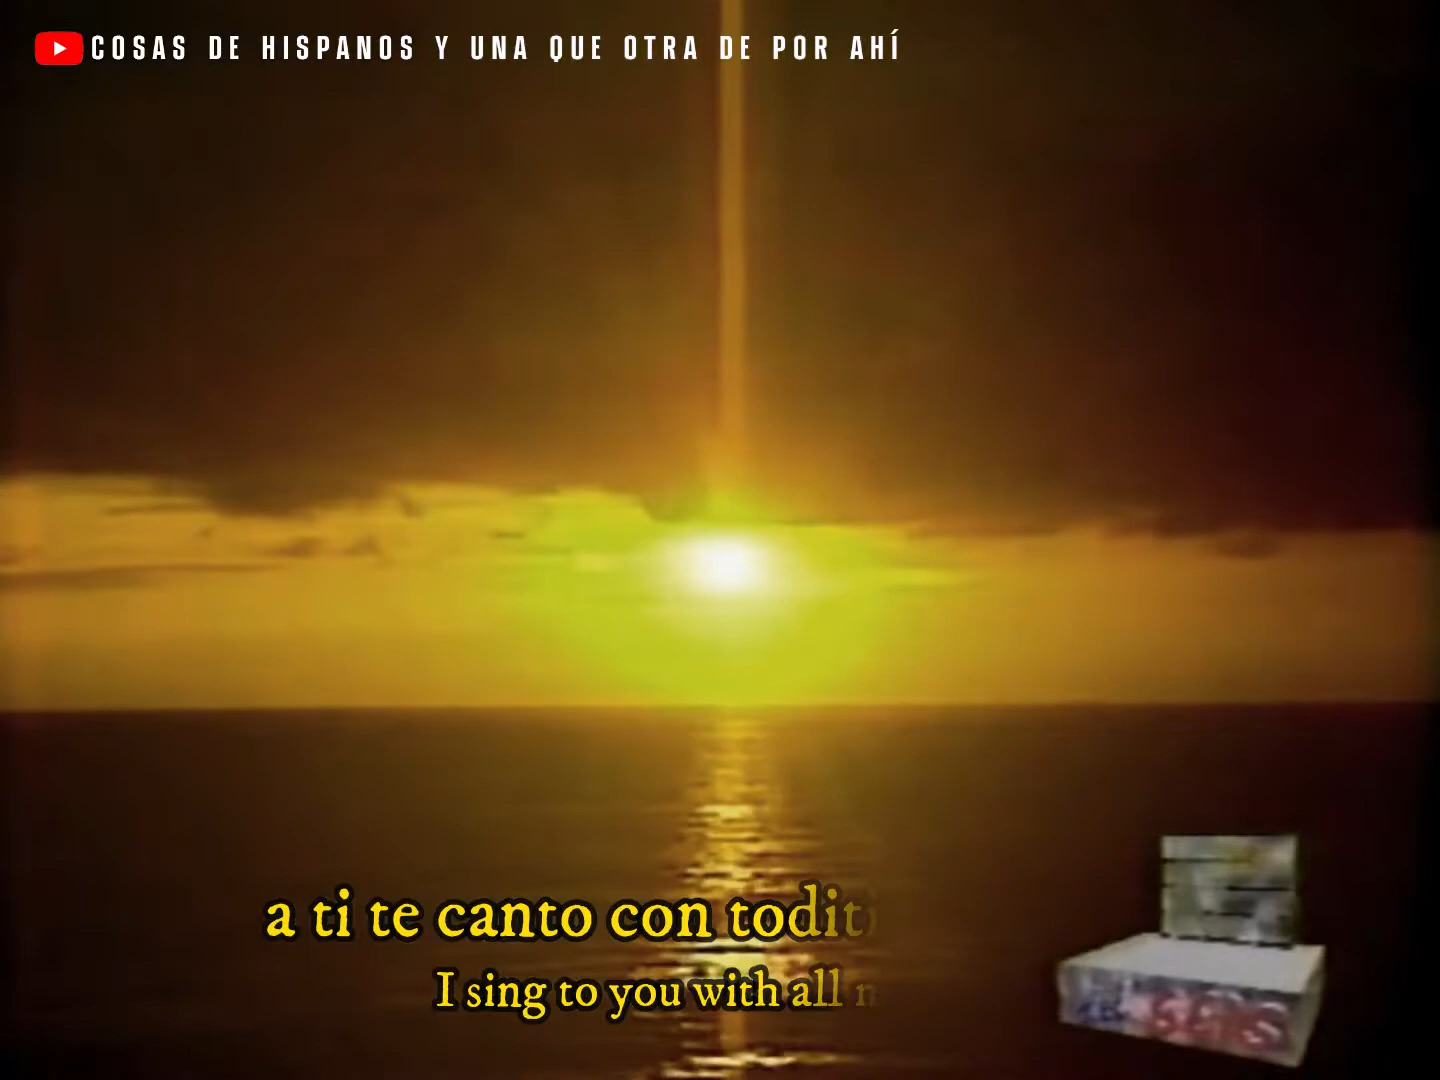 COSAS DE HISPANOS Y UNA QUE OTRA DE POR AHÍ
a ti te canto con todit
I sing to you with all